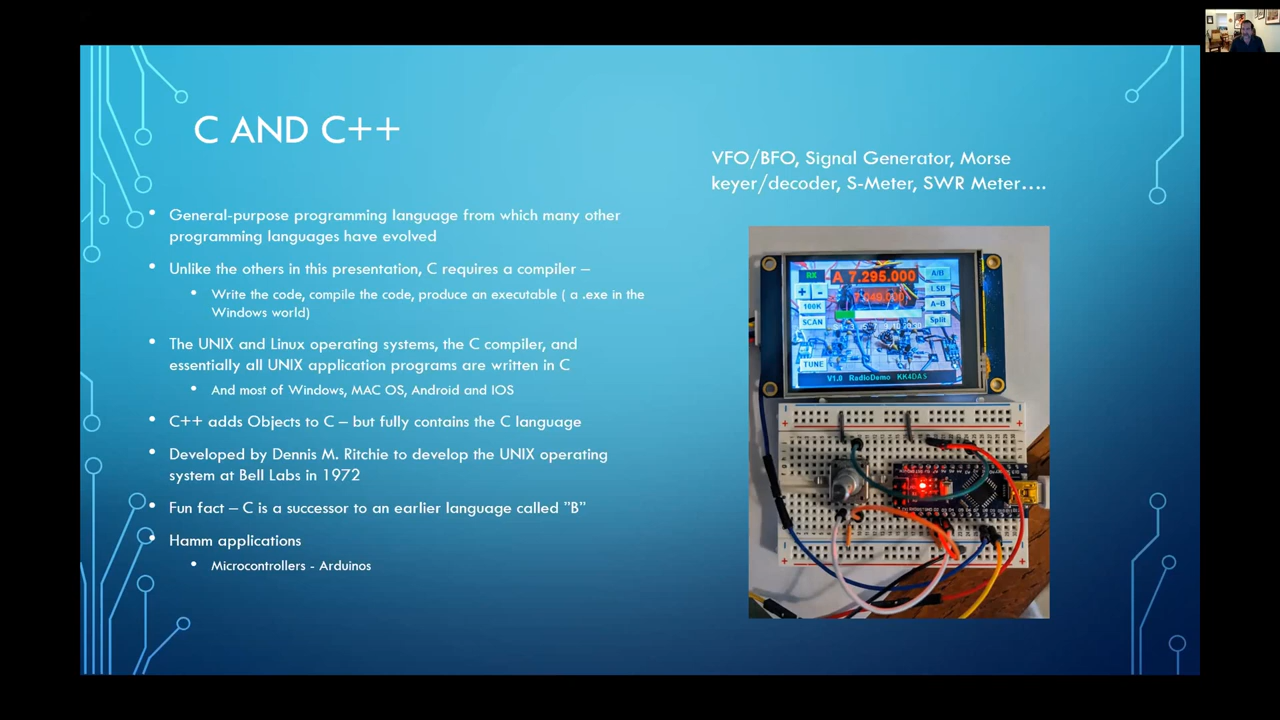 C AND C++
General-purpose programming language from which many other
programming languages have evolved
Unlike the others in this presentation, C requires a compiler –
Write the code, compile the code, produce an executable ( a .exe in the
Windows world)
The UNIX and Linux operating systems, the C compiler, and
essentially all UNIX application programs are written in C
And most of Windows, MAC OS, Android and IOS
C++ adds Objects to C – but fully contains the C language
Developed by Dennis M. Ritchie to develop the UNIX operating
system at Bell Labs in 1972
Fun fact – C is a successor to an earlier language called ”B”
Hamm applications
Microcontrollers - Arduinos
VFO/BFO, Signal Generator, Morse
keyer/decoder, S-Meter, SWR Meter….
RX
A 7.295.000
A/B
+ -
7.049.000
LSB
100K
A=B
SCAN
Split
TUNE
V1.0 RadioDemo KK4DAS